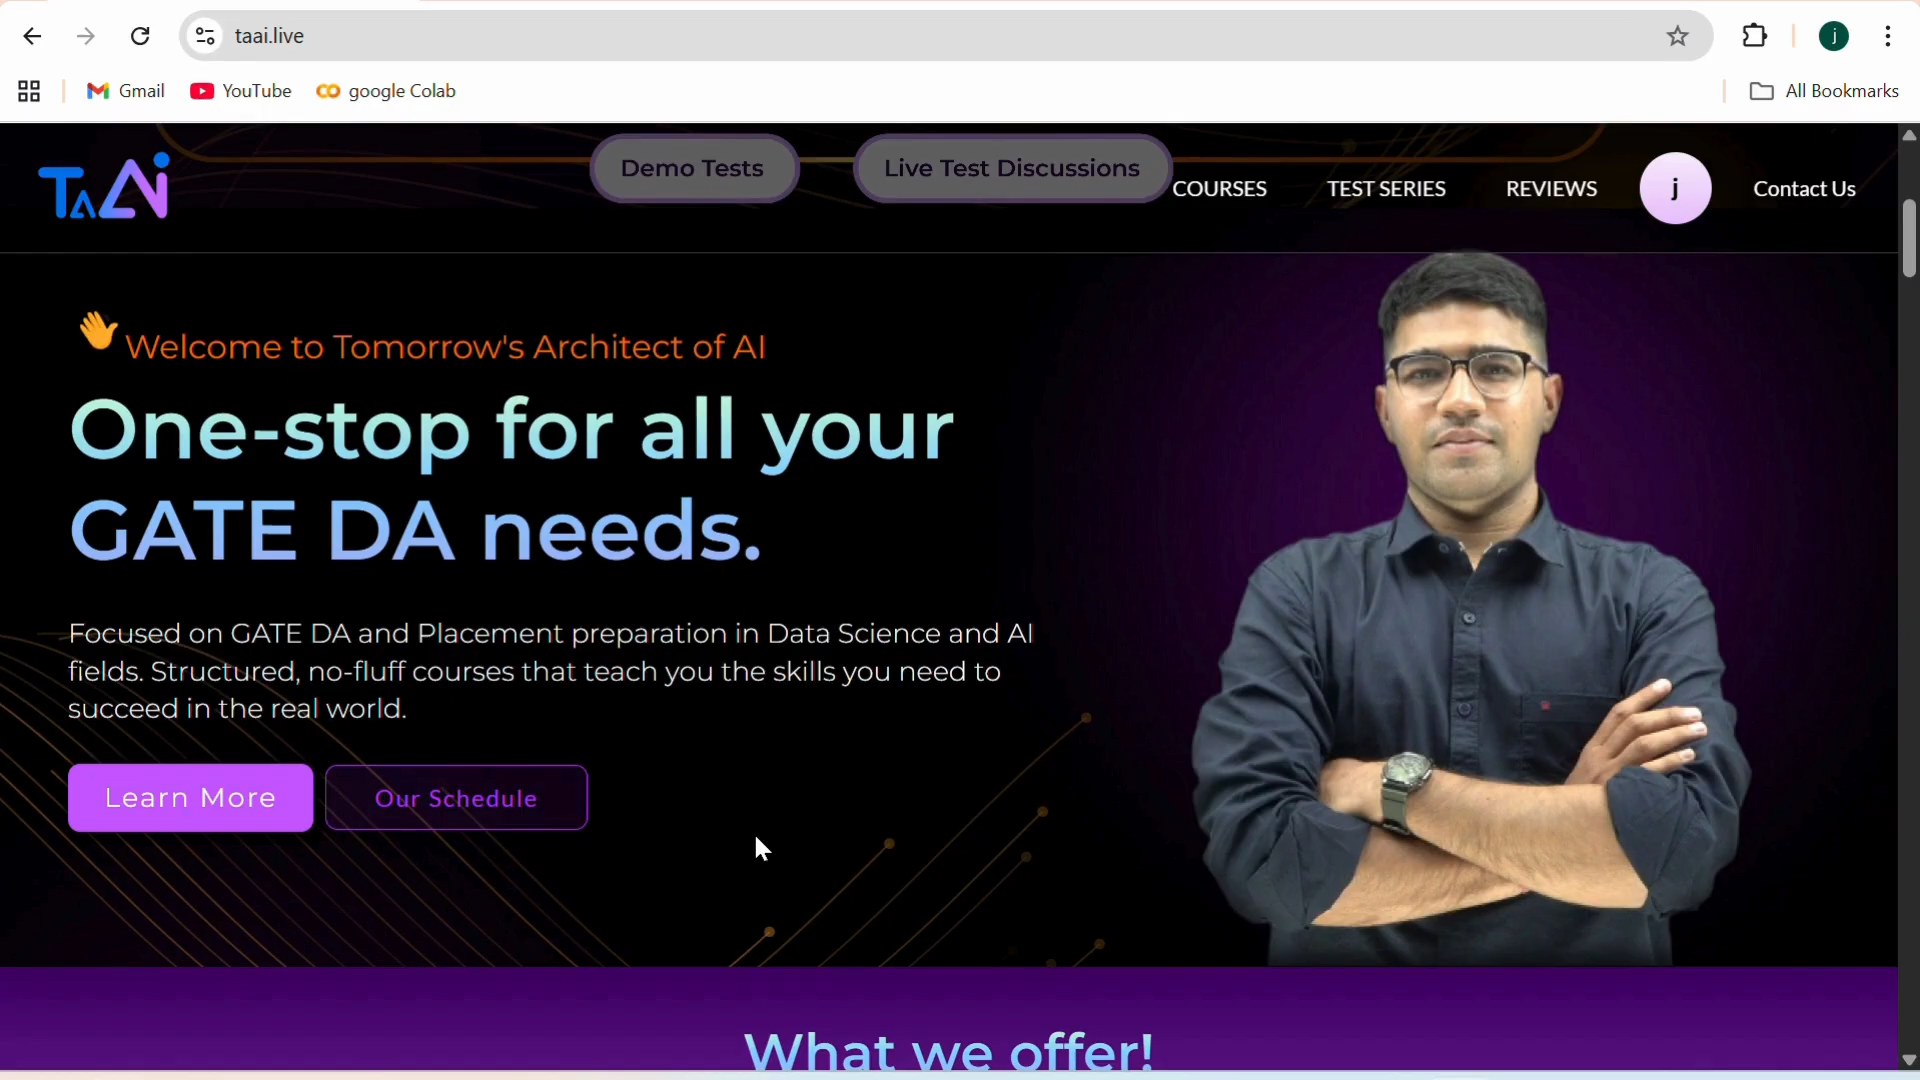 taai.live
j
Gmail
YouTube
google Colab
All Bookmarks
TAAi
Demo Tests
Live Test Discussions
COURSES
TEST SERIES
REVIEWS
j
Contact Us
Welcome to Tomorrow's Architect of AI
One-stop for all your
GATE DA needs.
Focused on GATE DA and Placement preparation in Data Science and AI
fields. Structured, no-fluff courses that teach you the skills you need to
succeed in the real world.
Learn More
Our Schedule
What we offer!